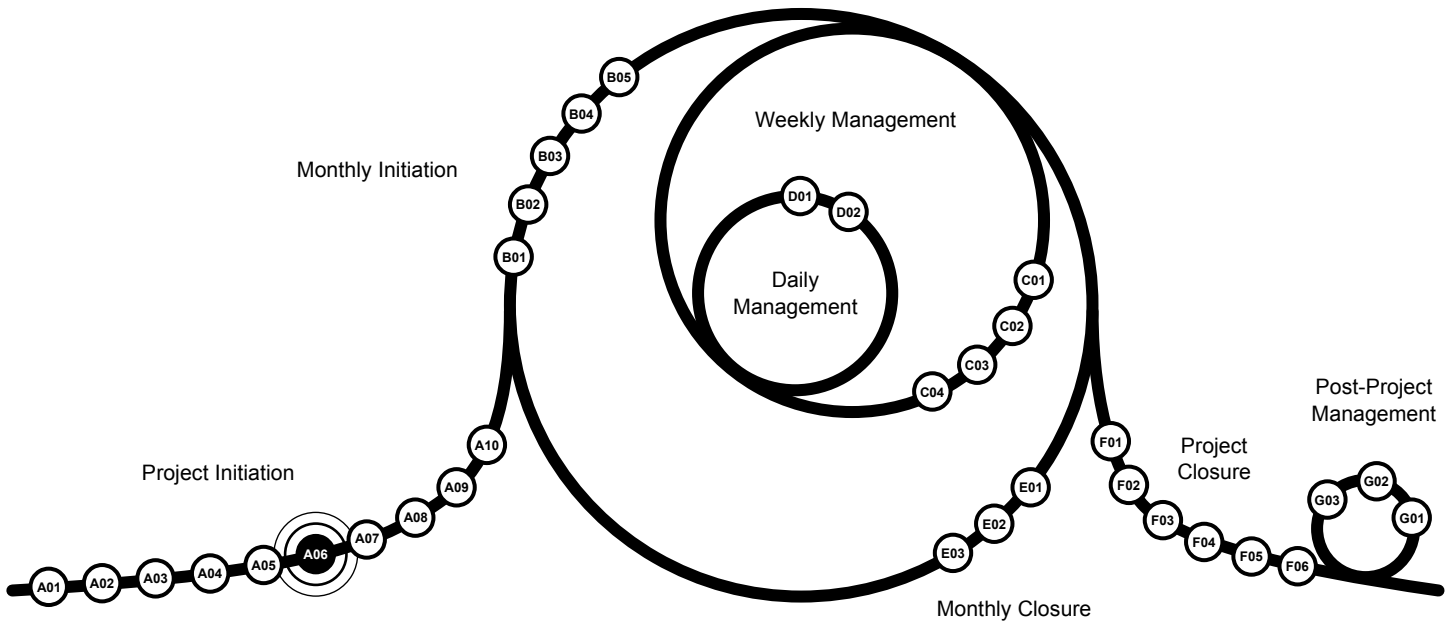 B05
B04
B03
B02
B01
Monthly Initiation
Weekly Management
D01
D02
Daily
Management
C01
C02
C03
C04
Project Initiation
A01
A02
A03
A04
A05
A06
A07
A08
A09
A10
E01
E02
E03
Monthly Closure
F01
F02
F03
F04
F05
F06
Project
Closure
Post-Project
Management
G03
G02
G01